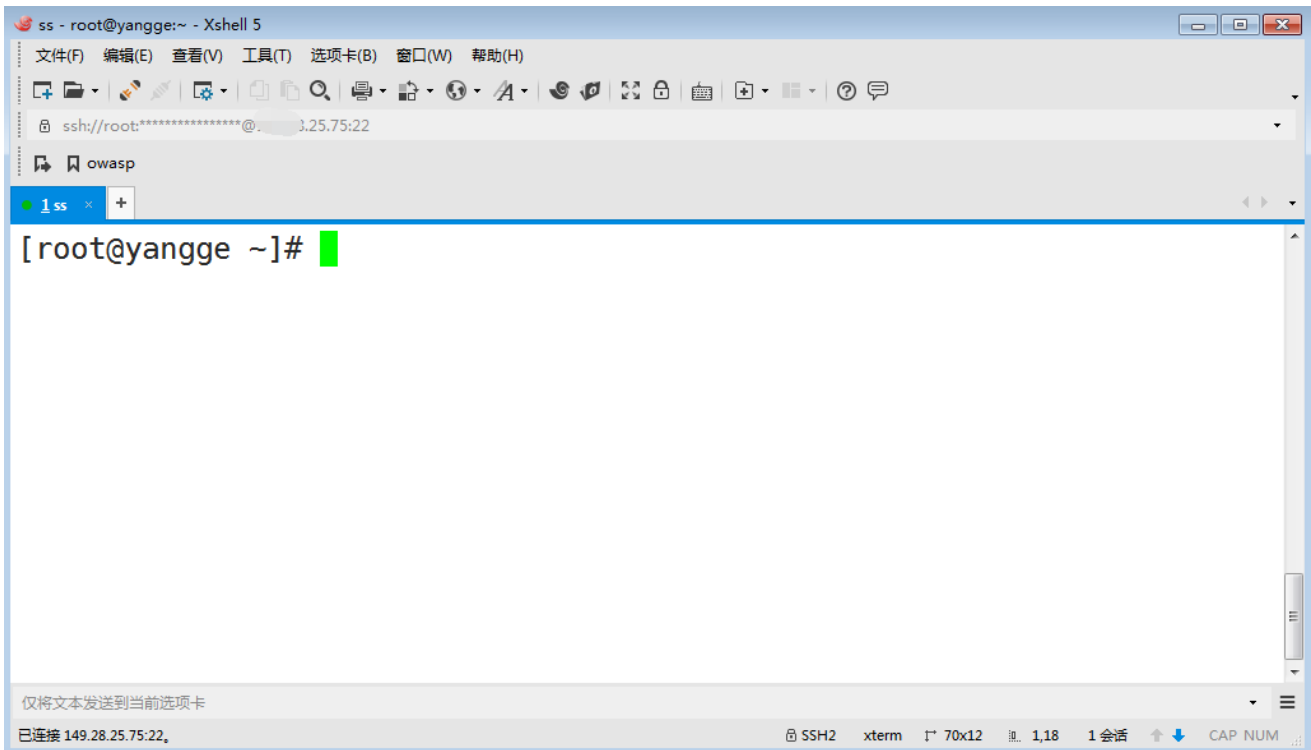 ss - root@yangge:~ - Xshell 5
文件(F) 编辑(E) 查看(V) 工具(T) 选项卡(B) 窗口(W) 帮助(H)
ssh://root:****************@ .25.75:22
owasp
1 ss × +
[root@yangge ~]#
仅将文本发送到当前选项卡
已连接 149.28.25.75:22。 SSH2 xterm 70x12 1,18 1 会话 CAP NUM